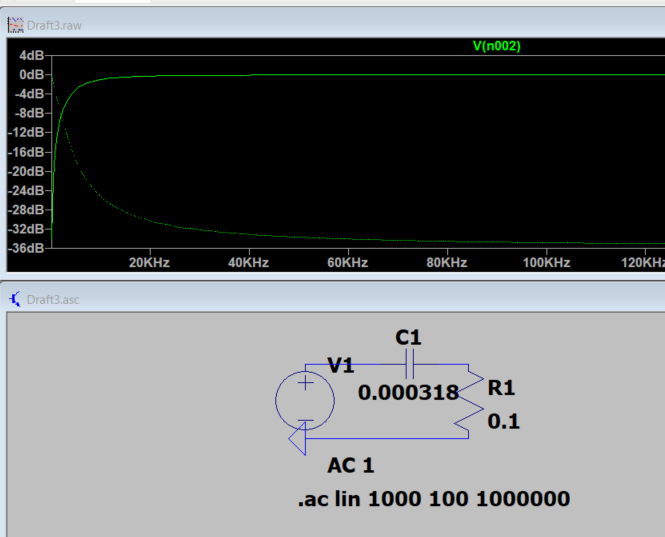 Draft3.raw
V(n002)
4dB
0dB
-4dB
-8dB
-12dB
-16dB
-20dB
-24dB
-28dB
-32dB
-36dB
20KHz 40KHz 60KHz 80KHz 100KHz 120KHz
Draft3.asc
C1
V1
0.000318
R1
0.1
AC 1
.ac lin 1000 100 1000000